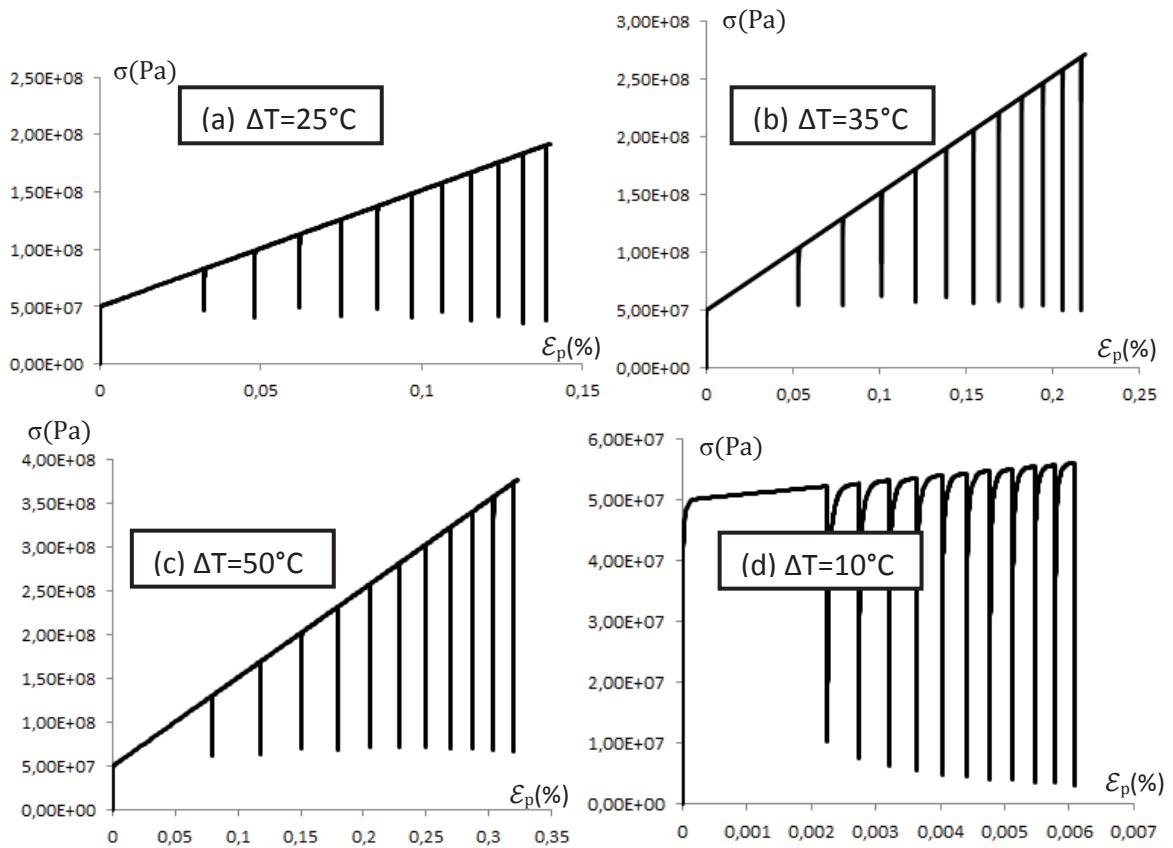 σ(Pa)
2,50E+08
2,00E+08
1,50E+08
1,00E+08
5,00E+07
0,00E+00
(a) ΔT=25°C
Ɛp(%)
0
0,05
0,1
0,15
σ(Pa)
3,00E+08
2,50E+08
2,00E+08
1,50E+08
1,00E+08
5,00E+07
0,00E+00
(b) ΔT=35°C
Ɛp(%)
0
0,05
0,1
0,15
0,2
0,25
σ(Pa)
4,00E+08
3,50E+08
3,00E+08
2,50E+08
2,00E+08
1,50E+08
1,00E+08
5,00E+07
0,00E+00
(c) ΔT=50°C
Ɛp(%)
0
0,05
0,1
0,15
0,2
0,25
0,3
0,35
σ(Pa)
6,00E+07
5,00E+07
4,00E+07
3,00E+07
2,00E+07
1,00E+07
0,00E+00
(d) ΔT=10°C
Ɛp(%)
0
0,001
0,002
0,003
0,004
0,005
0,006
0,007